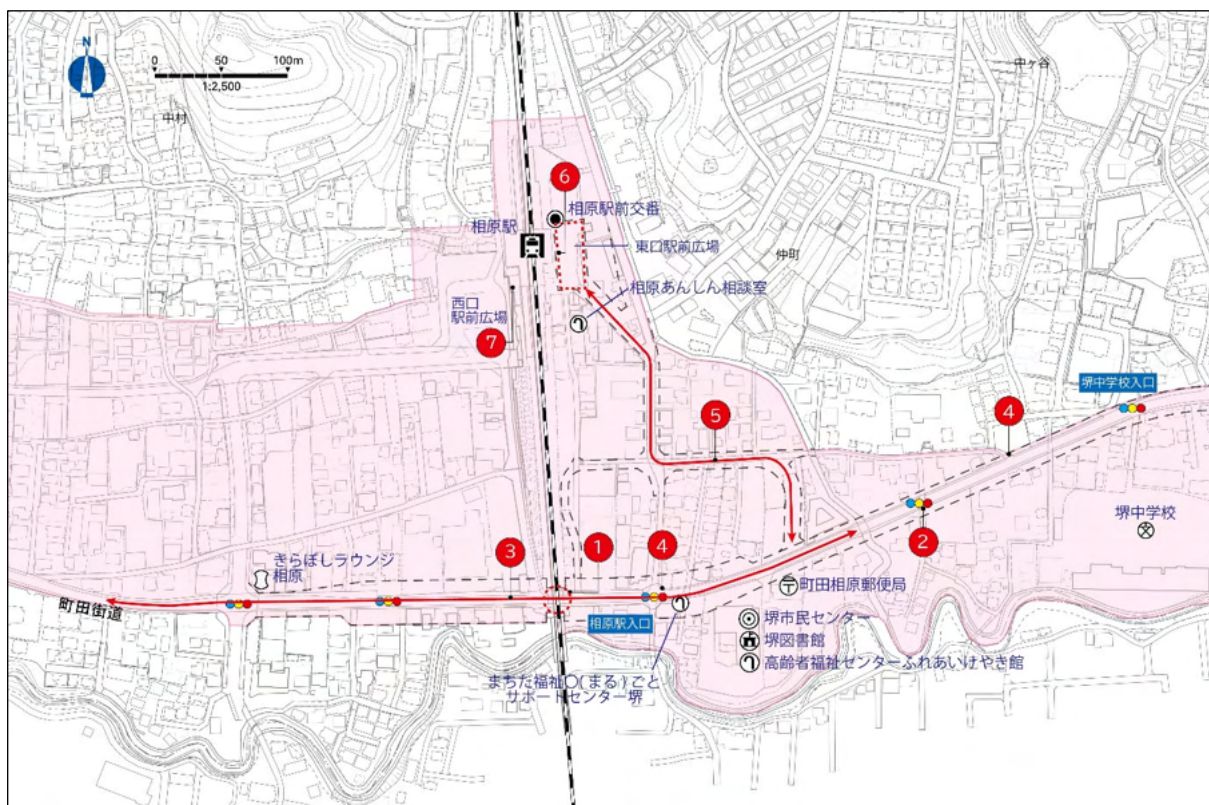 N
0 50 100m
1:2,500
中村
中ヶ谷
6
相原駅前交番
相原駅
東口駅前広場
仲町
相原あんしん相談室
西口
駅前広場
7
堺中学校入口
5
4
堺中学校
2
きらぼしラウンジ
相原
3
1
4
町田街道
相原駅入口
町田相原郵便局
堺市民センター
堺図書館
高齢者福祉センターふれあいけやき館
まちだ福祉〇(まる)ごと
サポートセンター堺